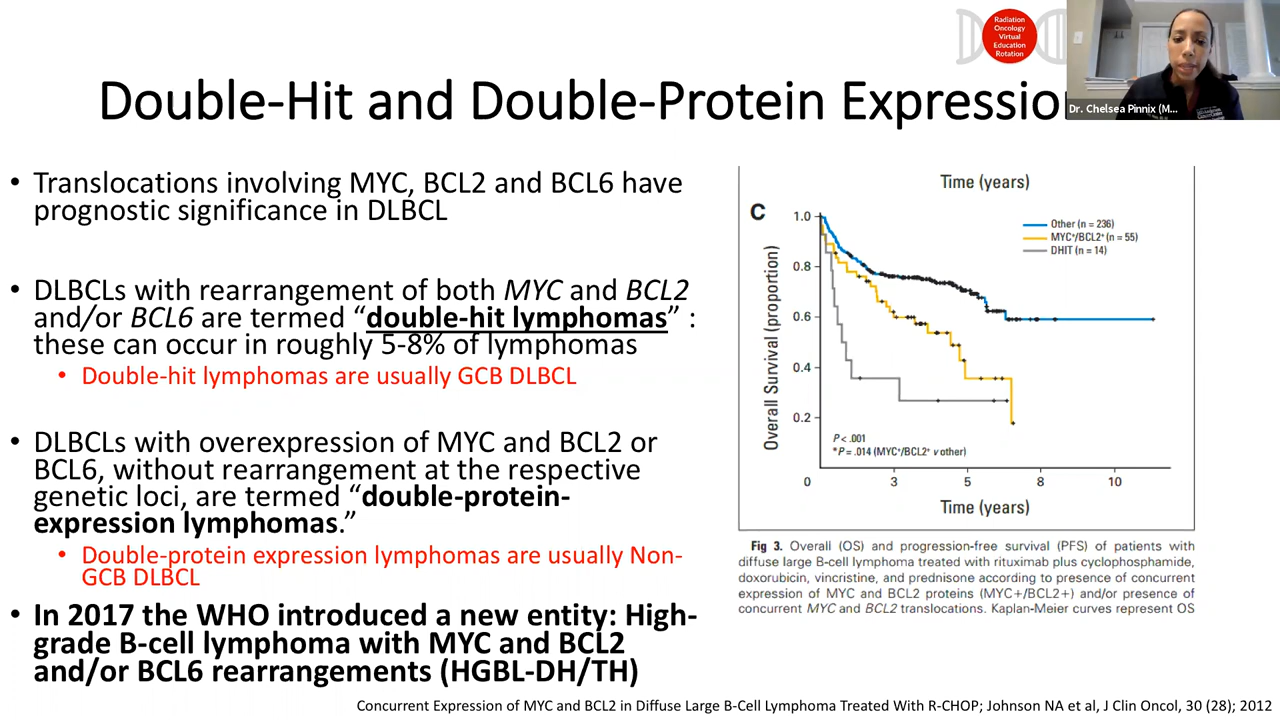 Radiation
Oncology
Virtual
Education
Rotation
Dr. Chelsea Pinnix (M...
Double-Hit and Double-Protein Expressio
• Translocations involving MYC, BCL2 and BCL6 have
prognostic significance in DLBCL
• DLBCLs with rearrangement of both MYC and BCL2
and/or BCL6 are termed “double-hit lymphomas” :
these can occur in roughly 5-8% of lymphomas
• Double-hit lymphomas are usually GCB DLBCL
• DLBCLs with overexpression of MYC and BCL2 or
BCL6, without rearrangement at the respective
genetic loci, are termed “double-protein-
expression lymphomas.”
• Double-protein expression lymphomas are usually Non-
GCB DLBCL
• In 2017 the WHO introduced a new entity: High-
grade B-cell lymphoma with MYC and BCL2
and/or BCL6 rearrangements (HGBL-DH/TH)
Time (years)
C
Other (n = 236)
MYC+/BCL2+ (n = 55)
DHIT (n = 14)
Overall Survival (proportion)
1.0
0.8
0.6
0.4
0.2
P < .001
*P = .014 (MYC+/BCL2+ v other)
0 3 5 8 10
Time (years)
Fig 3. Overall (OS) and progression-free survival (PFS) of patients with
diffuse large B-cell lymphoma treated with rituximab plus cyclophosphamide,
doxorubicin, vincristine, and prednisone according to presence of concurrent
expression of MYC and BCL2 proteins (MYC+/BCL2+) and/or presence of
concurrent MYC and BCL2 translocations. Kaplan-Meier curves represent OS
Concurrent Expression of MYC and BCL2 in Diffuse Large B-Cell Lymphoma Treated With R-CHOP; Johnson NA et al, J Clin Oncol, 30 (28); 2012